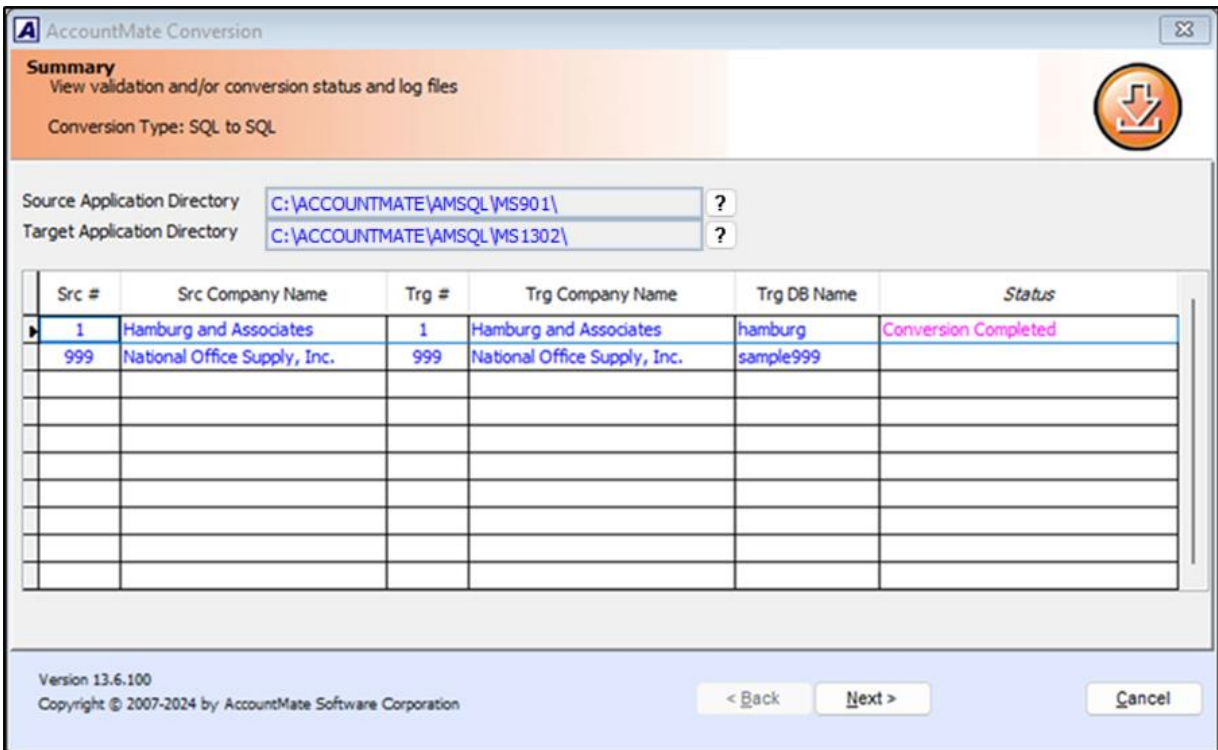 AccountMate Conversion
Summary
View validation and/or conversion status and log files
Conversion Type: SQL to SQL
Source Application Directory C:\ACCOUNTMATE\AMSQL\MS901\ ?
Target Application Directory C:\ACCOUNTMATE\AMSQL\MS1302\ ?
Src # Src Company Name Trg # Trg Company Name Trg DB Name Status
1 Hamburg and Associates 1 Hamburg and Associates hamburg Conversion Completed
999 National Office Supply, Inc. 999 National Office Supply, Inc. sample999
Version 13.6.100
Copyright © 2007-2024 by AccountMate Software Corporation
< Back Next > Cancel